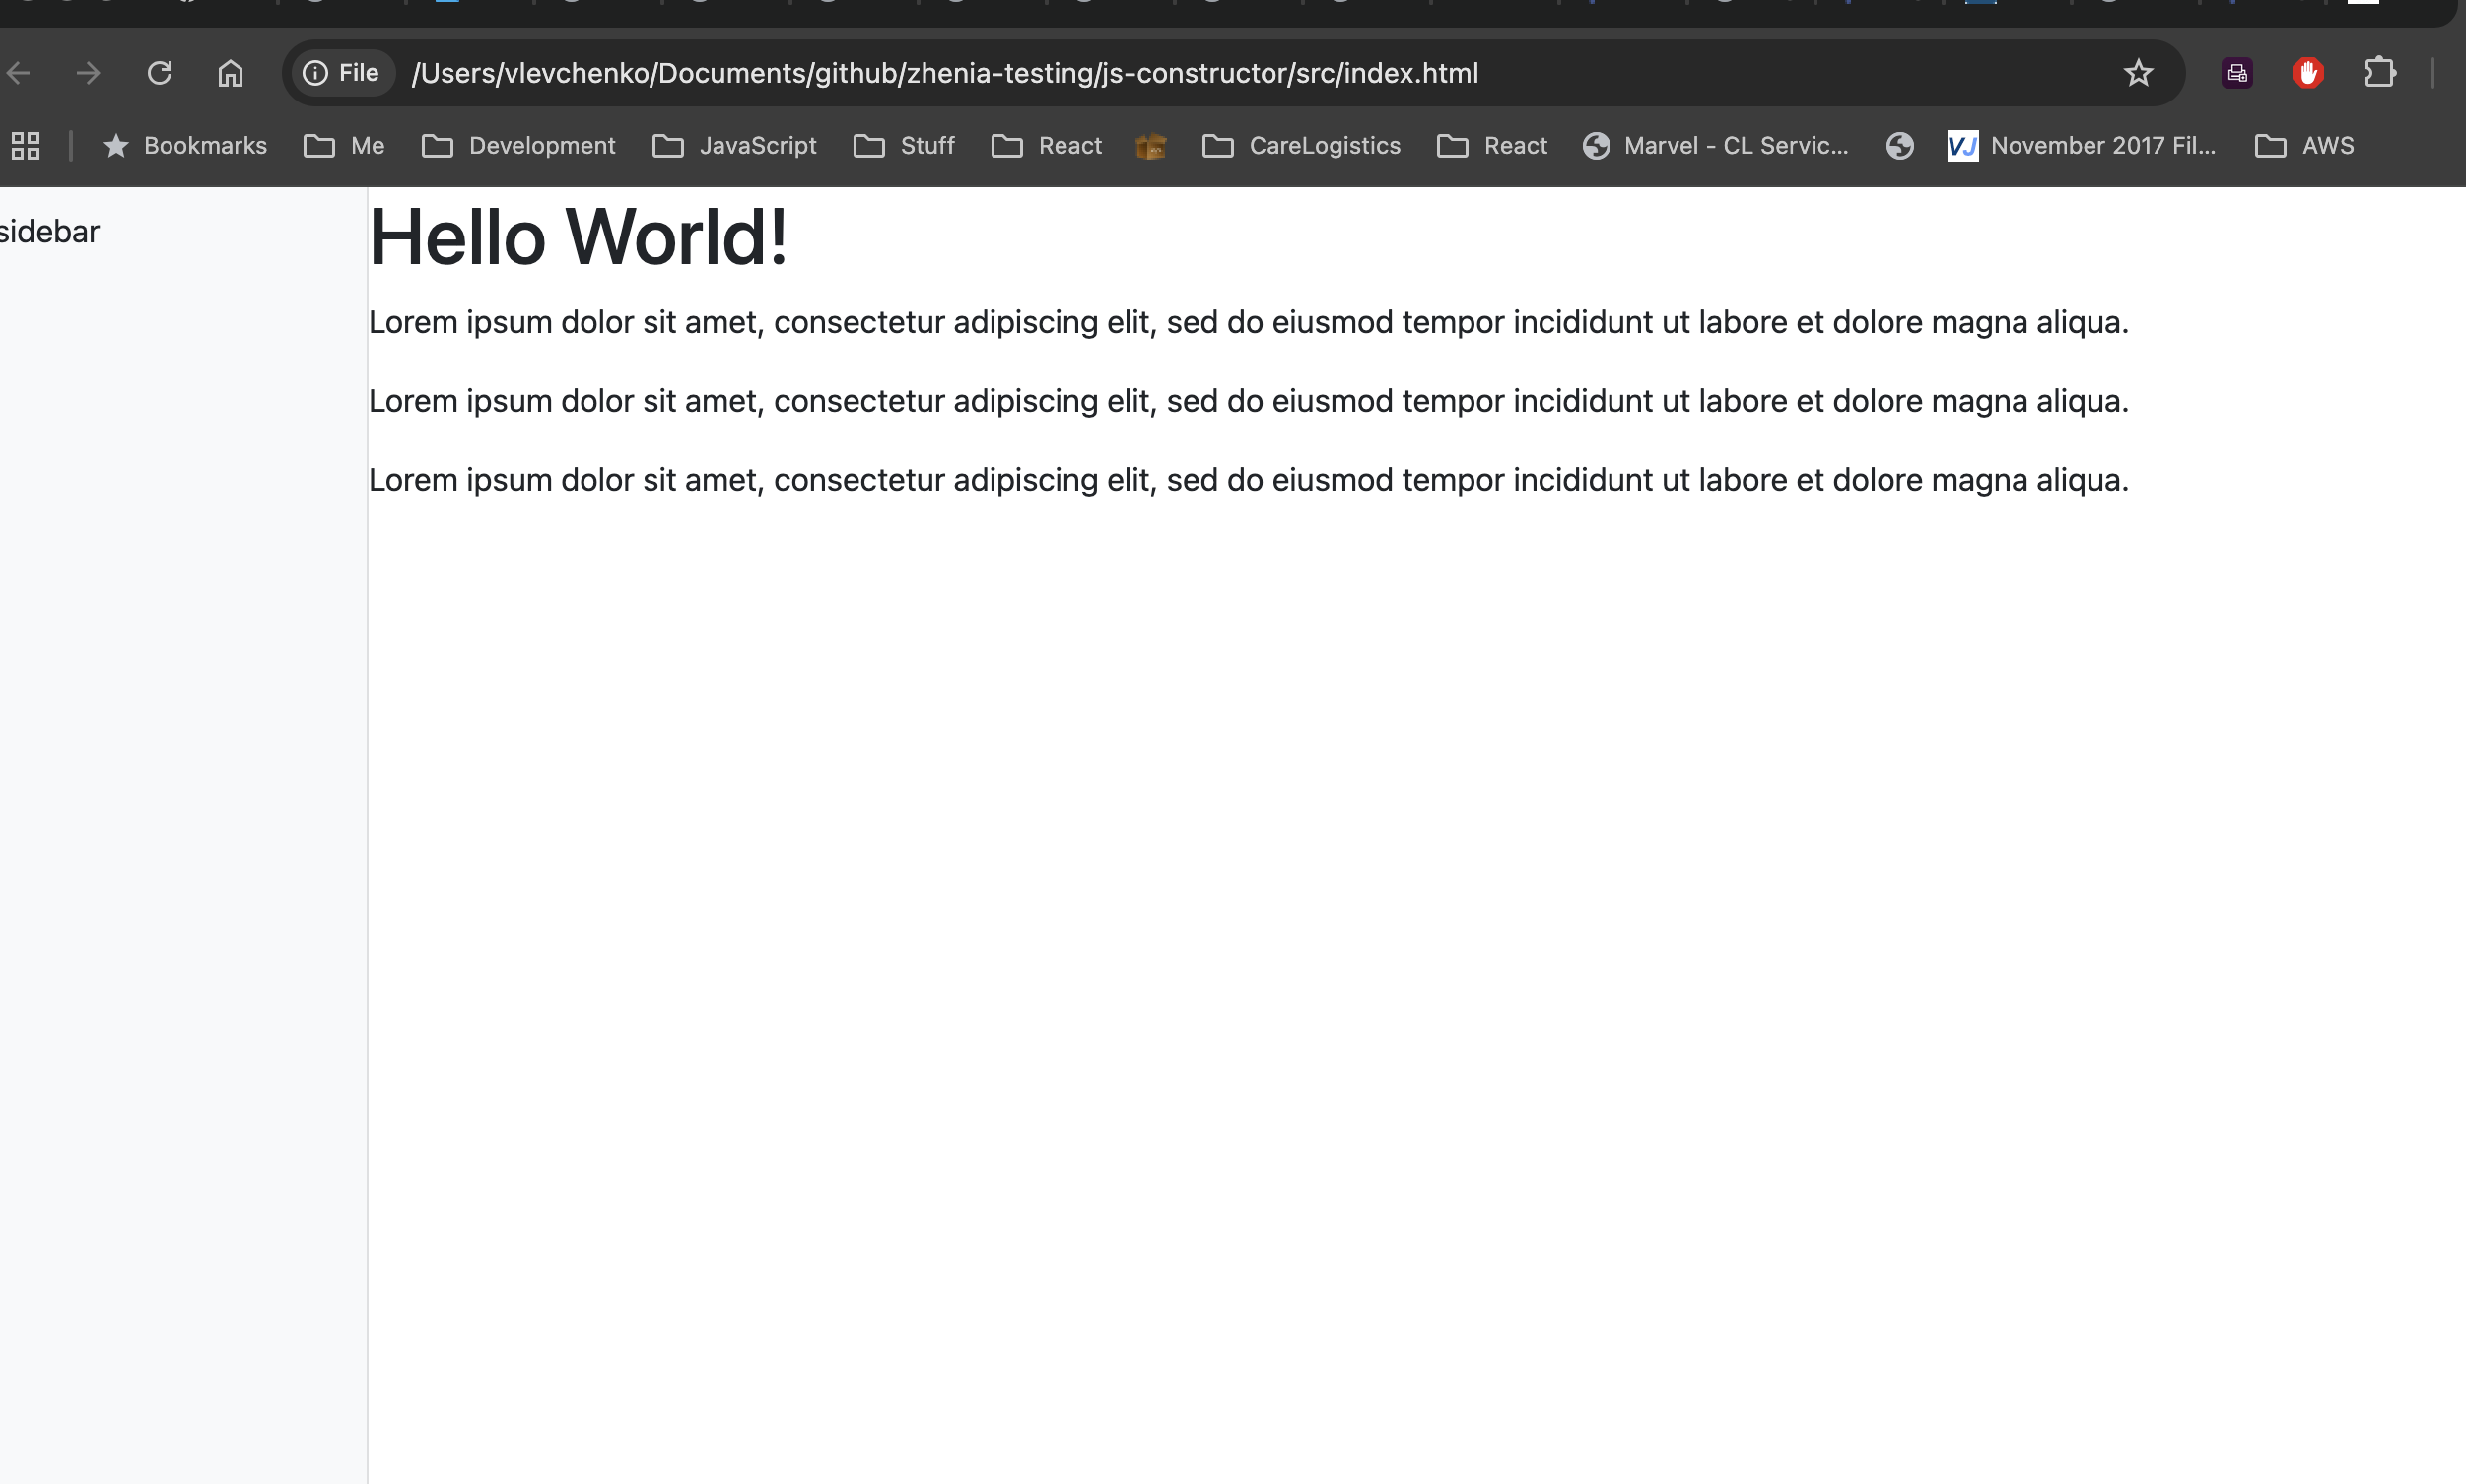 File /Users/vlevchenko/Documents/github/zhenia-testing/js-constructor/src/index.html
Bookmarks Me Development JavaScript Stuff React CareLogistics React Marvel - CL Servic... VJ November 2017 Fil... AWS
sidebar
Hello World!
Lorem ipsum dolor sit amet, consectetur adipiscing elit, sed do eiusmod tempor incididunt ut labore et dolore magna aliqua.
Lorem ipsum dolor sit amet, consectetur adipiscing elit, sed do eiusmod tempor incididunt ut labore et dolore magna aliqua.
Lorem ipsum dolor sit amet, consectetur adipiscing elit, sed do eiusmod tempor incididunt ut labore et dolore magna aliqua.